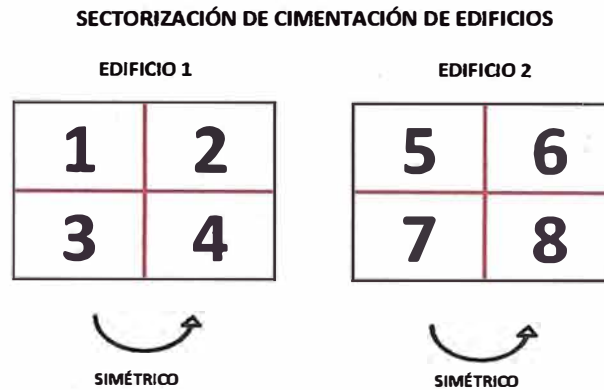 SECTORIZACIÓN DE CIMENTACIÓN DE EDIFICIOS
EDIFICIO 1
EDIFICIO 2
1 2
5 6
3 4
7 8
SIMÉTRICO
SIMÉTRICO